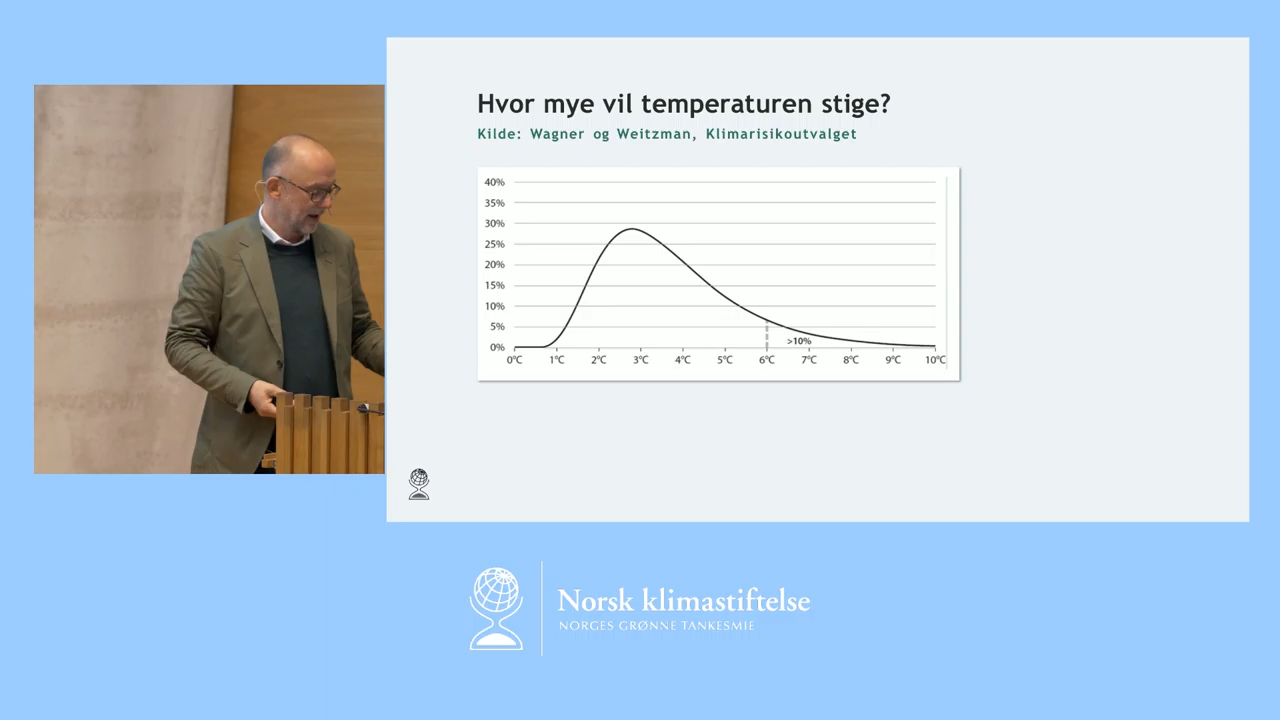 Hvor mye vil temperaturen stige?
Kilde: Wagner og Weitzman, Klimarisikoutvalget
40%
35%
30%
25%
20%
15%
10%
5%
0%
>10%
0°C 1°C 2°C 3°C 4°C 5°C 6°C 7°C 8°C 9°C 10°C
Norsk klimastiftelse
NORGES GRØNNE TANKESMIE